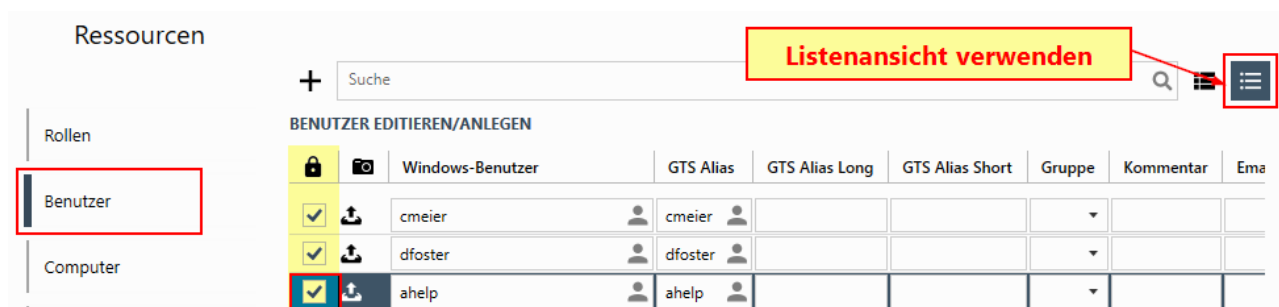 Ressourcen
Listenansicht verwenden
Suche
BENUTZER EDITIEREN/ANLEGEN
Rollen
Windows-Benutzer GTS Alias GTS Alias Long GTS Alias Short Gruppe Kommentar Ema
Benutzer
cmeier cmeier
dfoster dfoster
Computer
ahelp ahelp